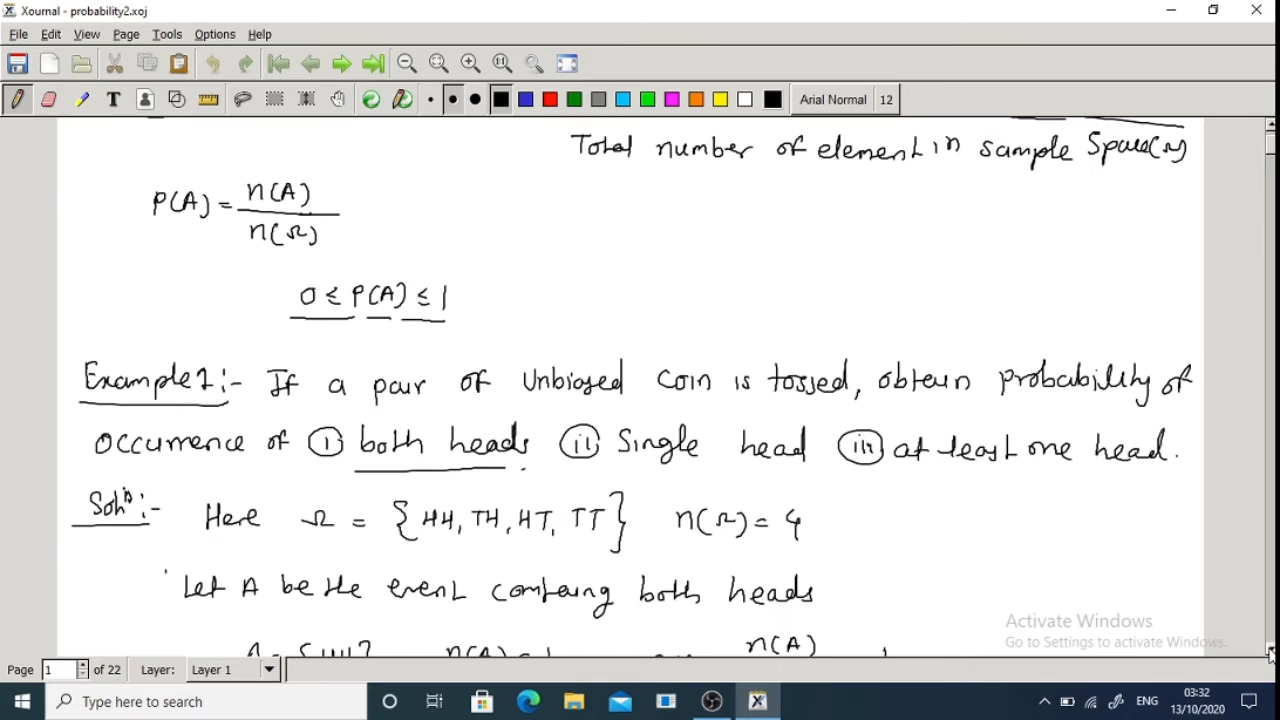 Xournal - probability2.xoj
File Edit View Page Tools Options Help
Arial Normal 12
Total number of element in sample Space(Ω)
P(A) = n(A) / n(Ω)
0 ≤ P(A) ≤ 1
Example 1:- If a pair of Unbiased coin is tossed, obtain probability of
Occurrence of (i) both heads (ii) Single head (iii) at least one head.
Solⁿ:- Here Ω = {HH, TH, HT, TT} n(Ω) = 4
Let A be the event containg both heads
n(A)
Activate Windows
Go to Settings to activate Windows.
Page 1 of 22 Layer: Layer 1
Type here to search
ENG
03:32
13/10/2020